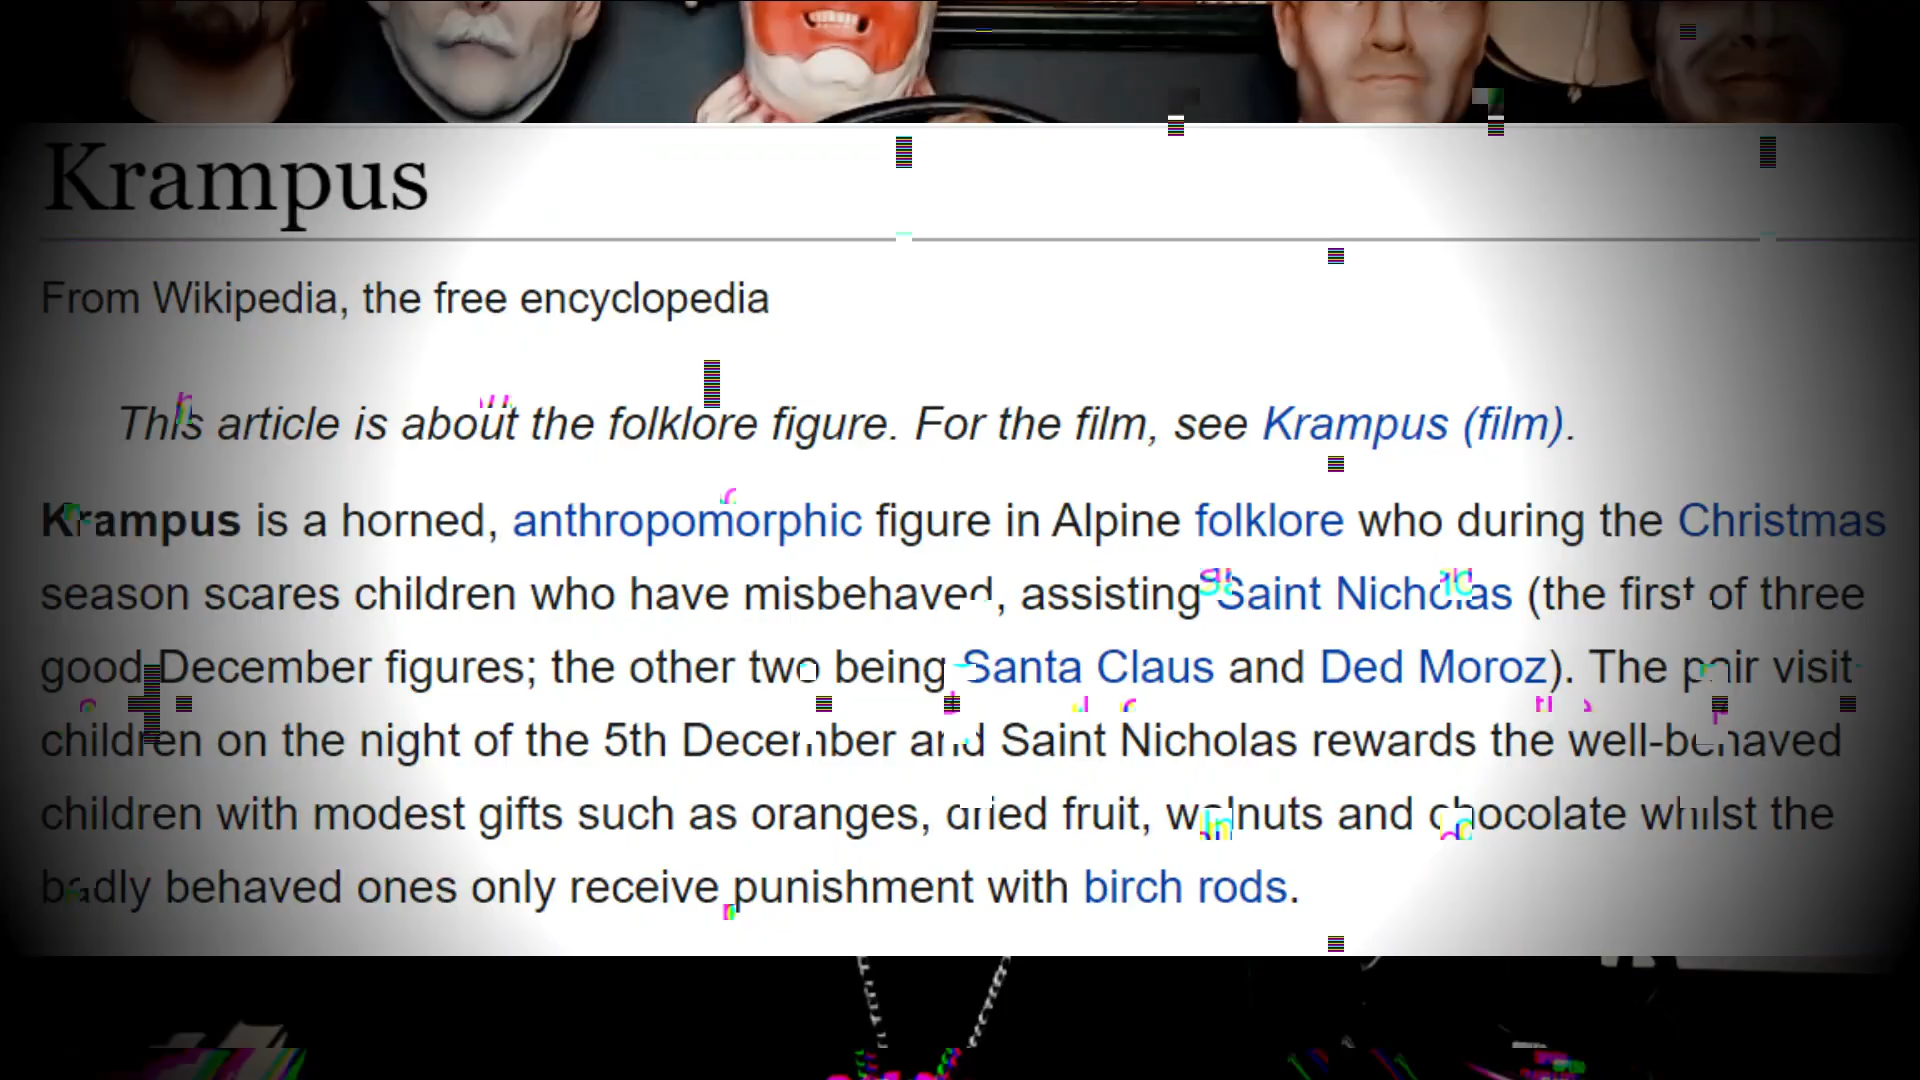 Krampus
From Wikipedia, the free encyclopedia
This article is about the folklore figure. For the film, see Krampus (film).
Krampus is a horned, anthropomorphic figure in Alpine folklore who during the Christmas
season scares children who have misbehaved, assisting Saint Nicholas (the first of three
good December figures; the other two being Santa Claus and Ded Moroz). The pair visit
children on the night of the 5th December and Saint Nicholas rewards the well-behaved
children with modest gifts such as oranges, dried fruit, walnuts and chocolate whilst the
badly behaved ones only receive punishment with birch rods.